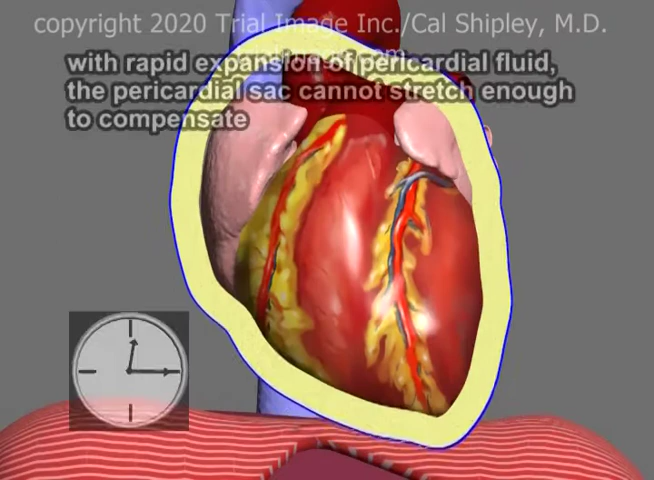 copyright 2020 Trial Image Inc./Cal Shipley, M.D.
with rapid expansion of pericardial fluid,
the pericardial sac cannot stretch enough
to compensate